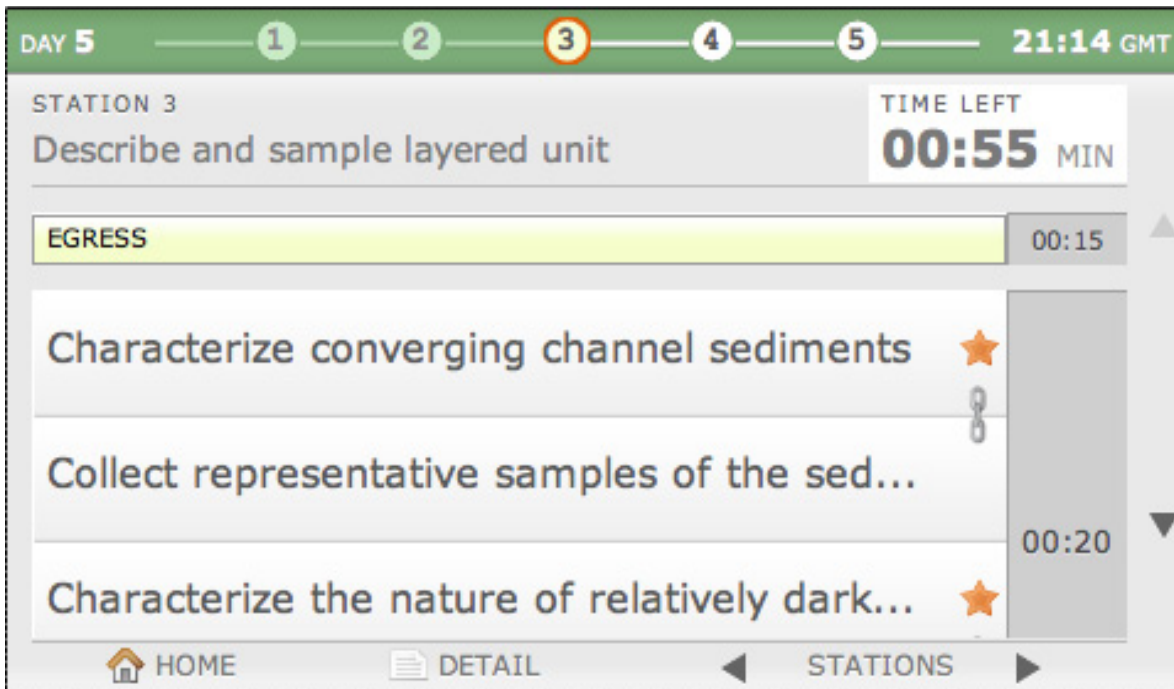 DAY 5 1 2 3 4 5 21:14 GMT
STATION 3
Describe and sample layered unit
TIME LEFT
00:55 MIN
EGRESS 00:15
Characterize converging channel sediments
Collect representative samples of the sed...
00:20
Characterize the nature of relatively dark...
HOME DETAIL STATIONS